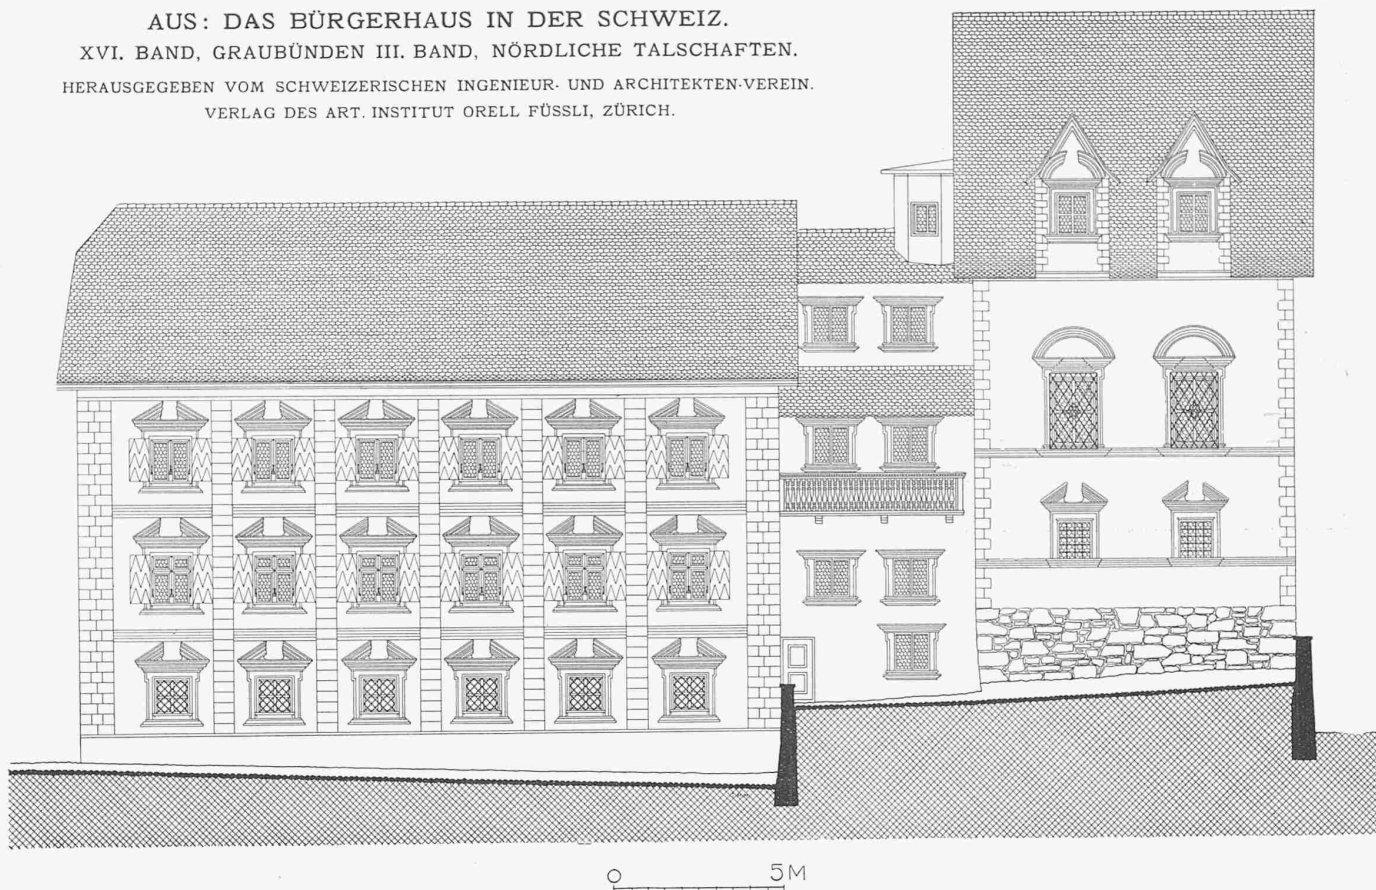 AUS: DAS BÜRGERHAUS IN DER SCHWEIZ.
XVI. BAND, GRAUBÜNDEN III. BAND, NÖRDLICHE TALSCHAFTEN.
HERAUSGEGEBEN VOM SCHWEIZERISCHEN INGENIEUR- UND ARCHITEKTEN-VEREIN.
VERLAG DES ART. INSTITUT ORELL FÜSSLI, ZÜRICH.
0 5M